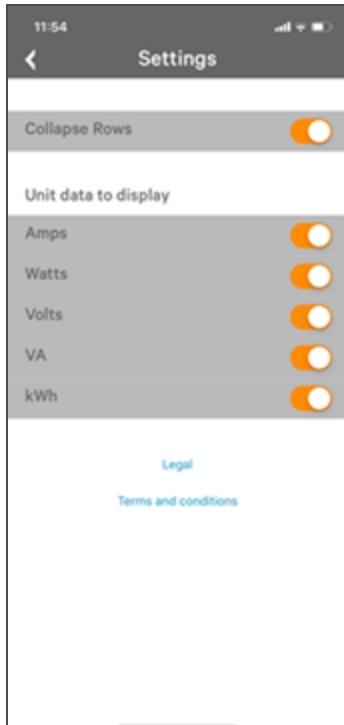 11:54
Settings
Collapse Rows
Unit data to display
Amps
Watts
Volts
VA
kWh
Legal
Terms and conditions